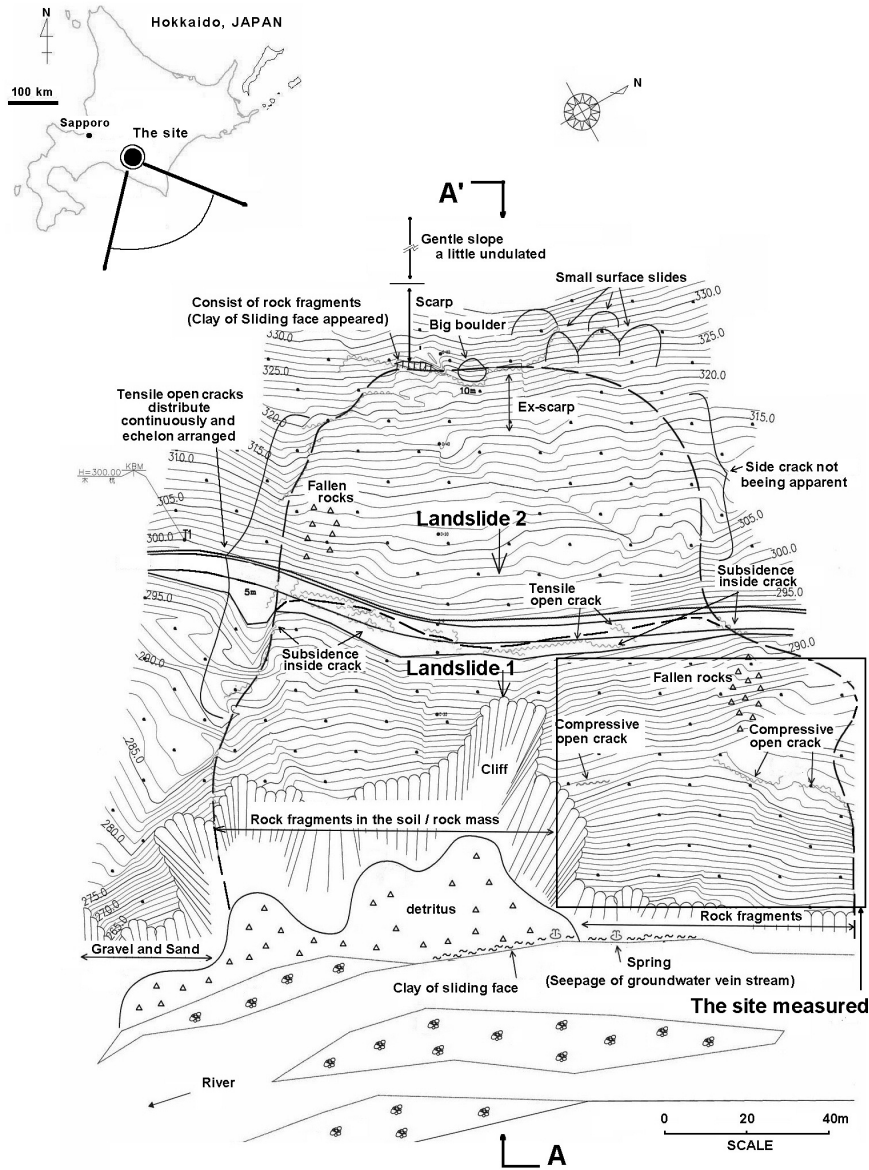 N
Hokkaido, JAPAN
100 km
Sapporo
The site
N
A'
Gentle slope
a little undulated
Small surface slides
330.0
Consist of rock fragments
(Clay of Sliding face appeared)
Scarp
Big boulder
330.0
325.0
325.0
320.0
10m
Tensile open cracks
distribute
continuously and
echelon arranged
Ex-scarp
320.0
315.0
315.0
310.0
Side crack not
beeing apparent
H=300.00
KBM
木 杭
305.0
Fallen
rocks
Landslide 2
305.0
300.0
T1
300.0
Subsidence
inside crack
Tensile
open crack
295.0
5m
295.0
290.0
Subsidence
inside crack
290.0
Landslide 1
Fallen rocks
Compressive
open crack
Compressive
open crack
285.0
Cliff
280.0
Rock fragments in the soil / rock mass
275.0
270.0
265.0
detritus
Rock fragments
Gravel and Sand
Spring
(Seepage of groundwater vein stream)
Clay of sliding face
The site measured
River
0 20 40m
SCALE
A